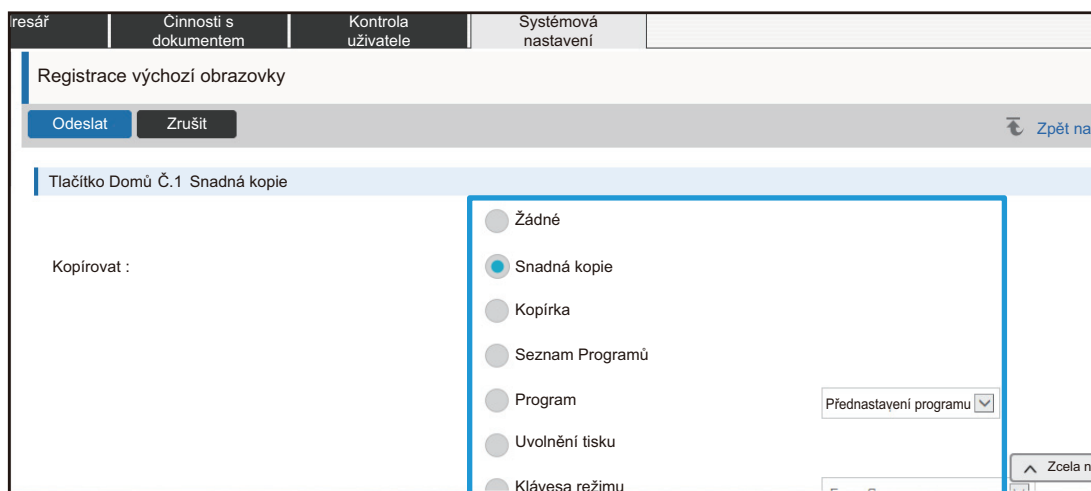 resář
Činnosti s
dokumentem
Kontrola
uživatele
Systémová
nastavení
Registrace výchozí obrazovky
Odeslat Zrušit Zpět na
Tlačítko Domů Č.1 Snadná kopie
Žádné
Kopírovat : Snadná kopie
Kopírka
Seznam Programů
Program Přednastavení programu
Uvolnění tisku
Zcela n
Klávesa režimu